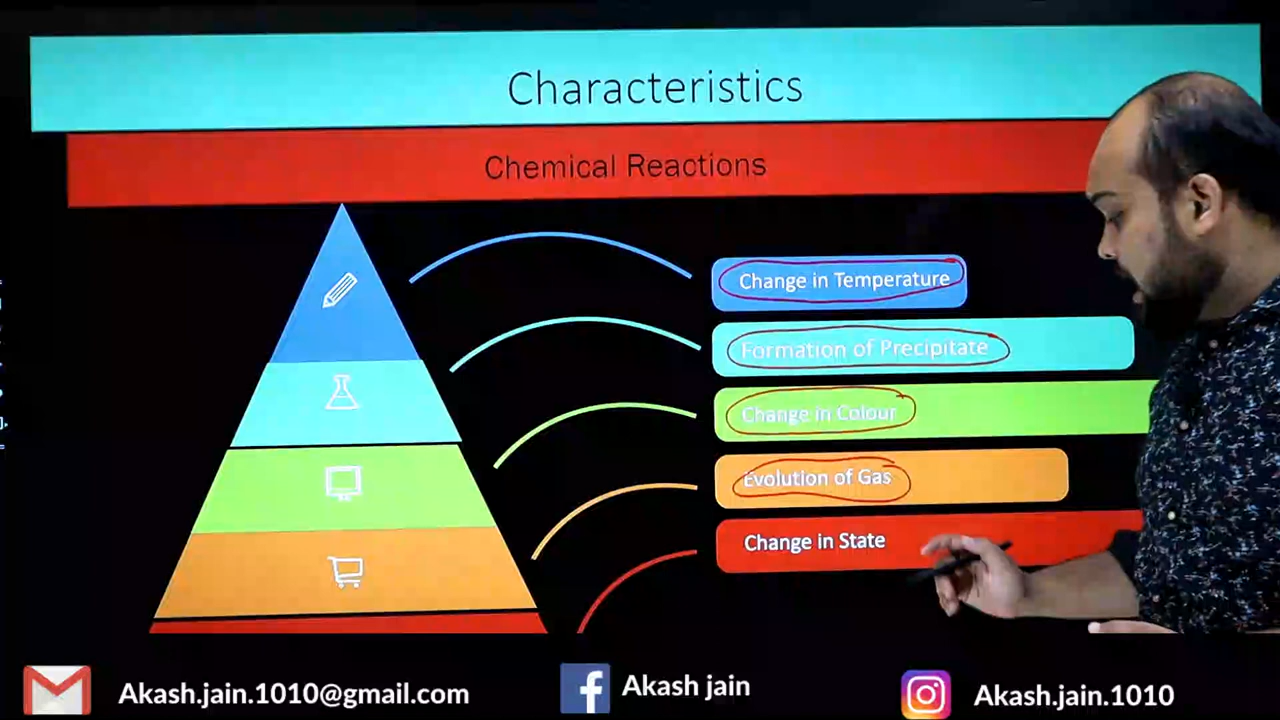 Characteristics
Chemical Reactions
Change in Temperature
Formation of Precipitate
Change in Colour
Evolution of Gas
Change in State
Akash.jain.1010@gmail.com
Akash jain
Akash.jain.1010